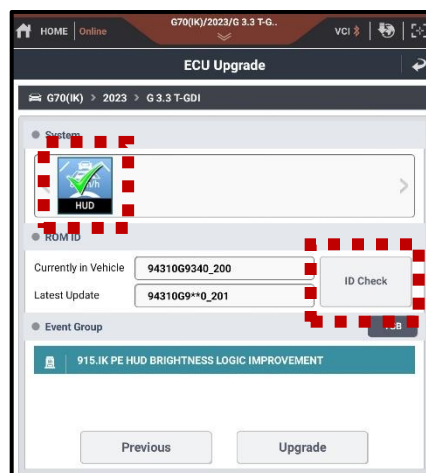 HOME Online G70(IK)/2023/G 3.3 T-G.. VCI
ECU Upgrade
G70(IK) > 2023 > G 3.3 T-GDI
System
HUD
ROM ID
Currently in Vehicle 94310G9340_200
Latest Update 94310G9**0_201
ID Check
Event Group
915.IK PE HUD BRIGHTNESS LOGIC IMPROVEMENT
Previous Upgrade